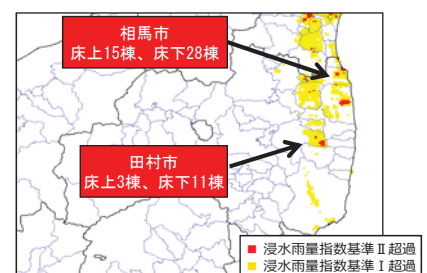 相馬市
床上15棟、床下28棟
田村市
床上3棟、床下11棟
■ 浸水雨量指数基準Ⅱ超過
■ 浸水雨量指数基準Ⅰ超過